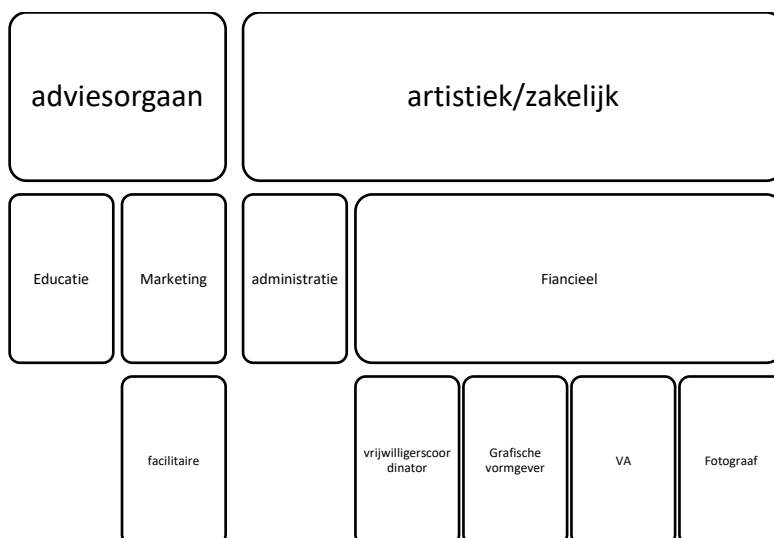 adviesorgaan
artistiek/zakelijk
Educatie
Marketing
administratie
Fiancieel
facilitaire
vrijwilligerscoor
dinator
Grafische
vormgever
VA
Fotograaf